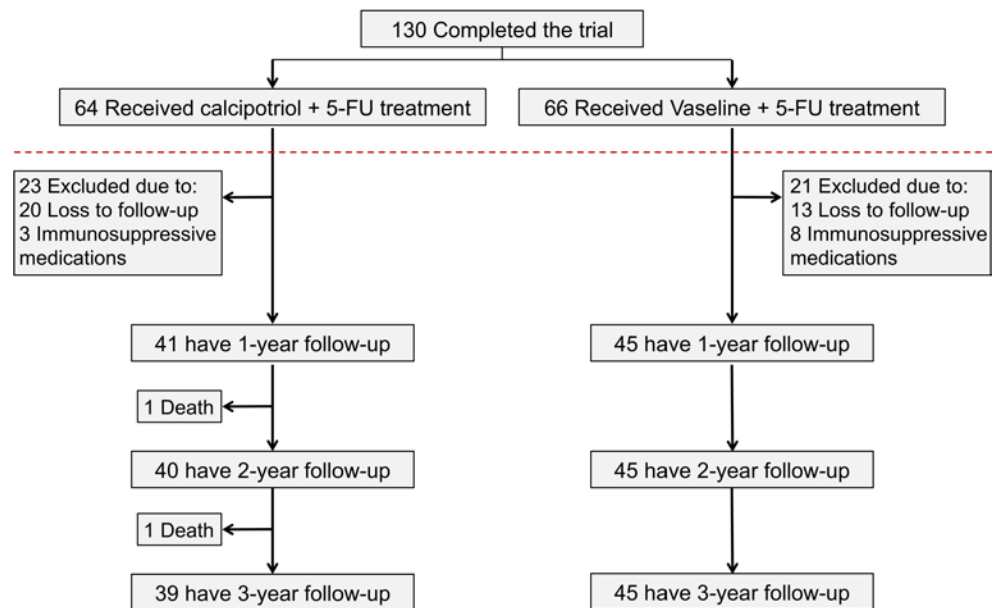 130 Completed the trial
64 Received calcipotriol + 5-FU treatment
66 Received Vaseline + 5-FU treatment
23 Excluded due to:
20 Loss to follow-up
3 Immunosuppressive
medications
21 Excluded due to:
13 Loss to follow-up
8 Immunosuppressive
medications
41 have 1-year follow-up
45 have 1-year follow-up
1 Death
40 have 2-year follow-up
45 have 2-year follow-up
1 Death
39 have 3-year follow-up
45 have 3-year follow-up